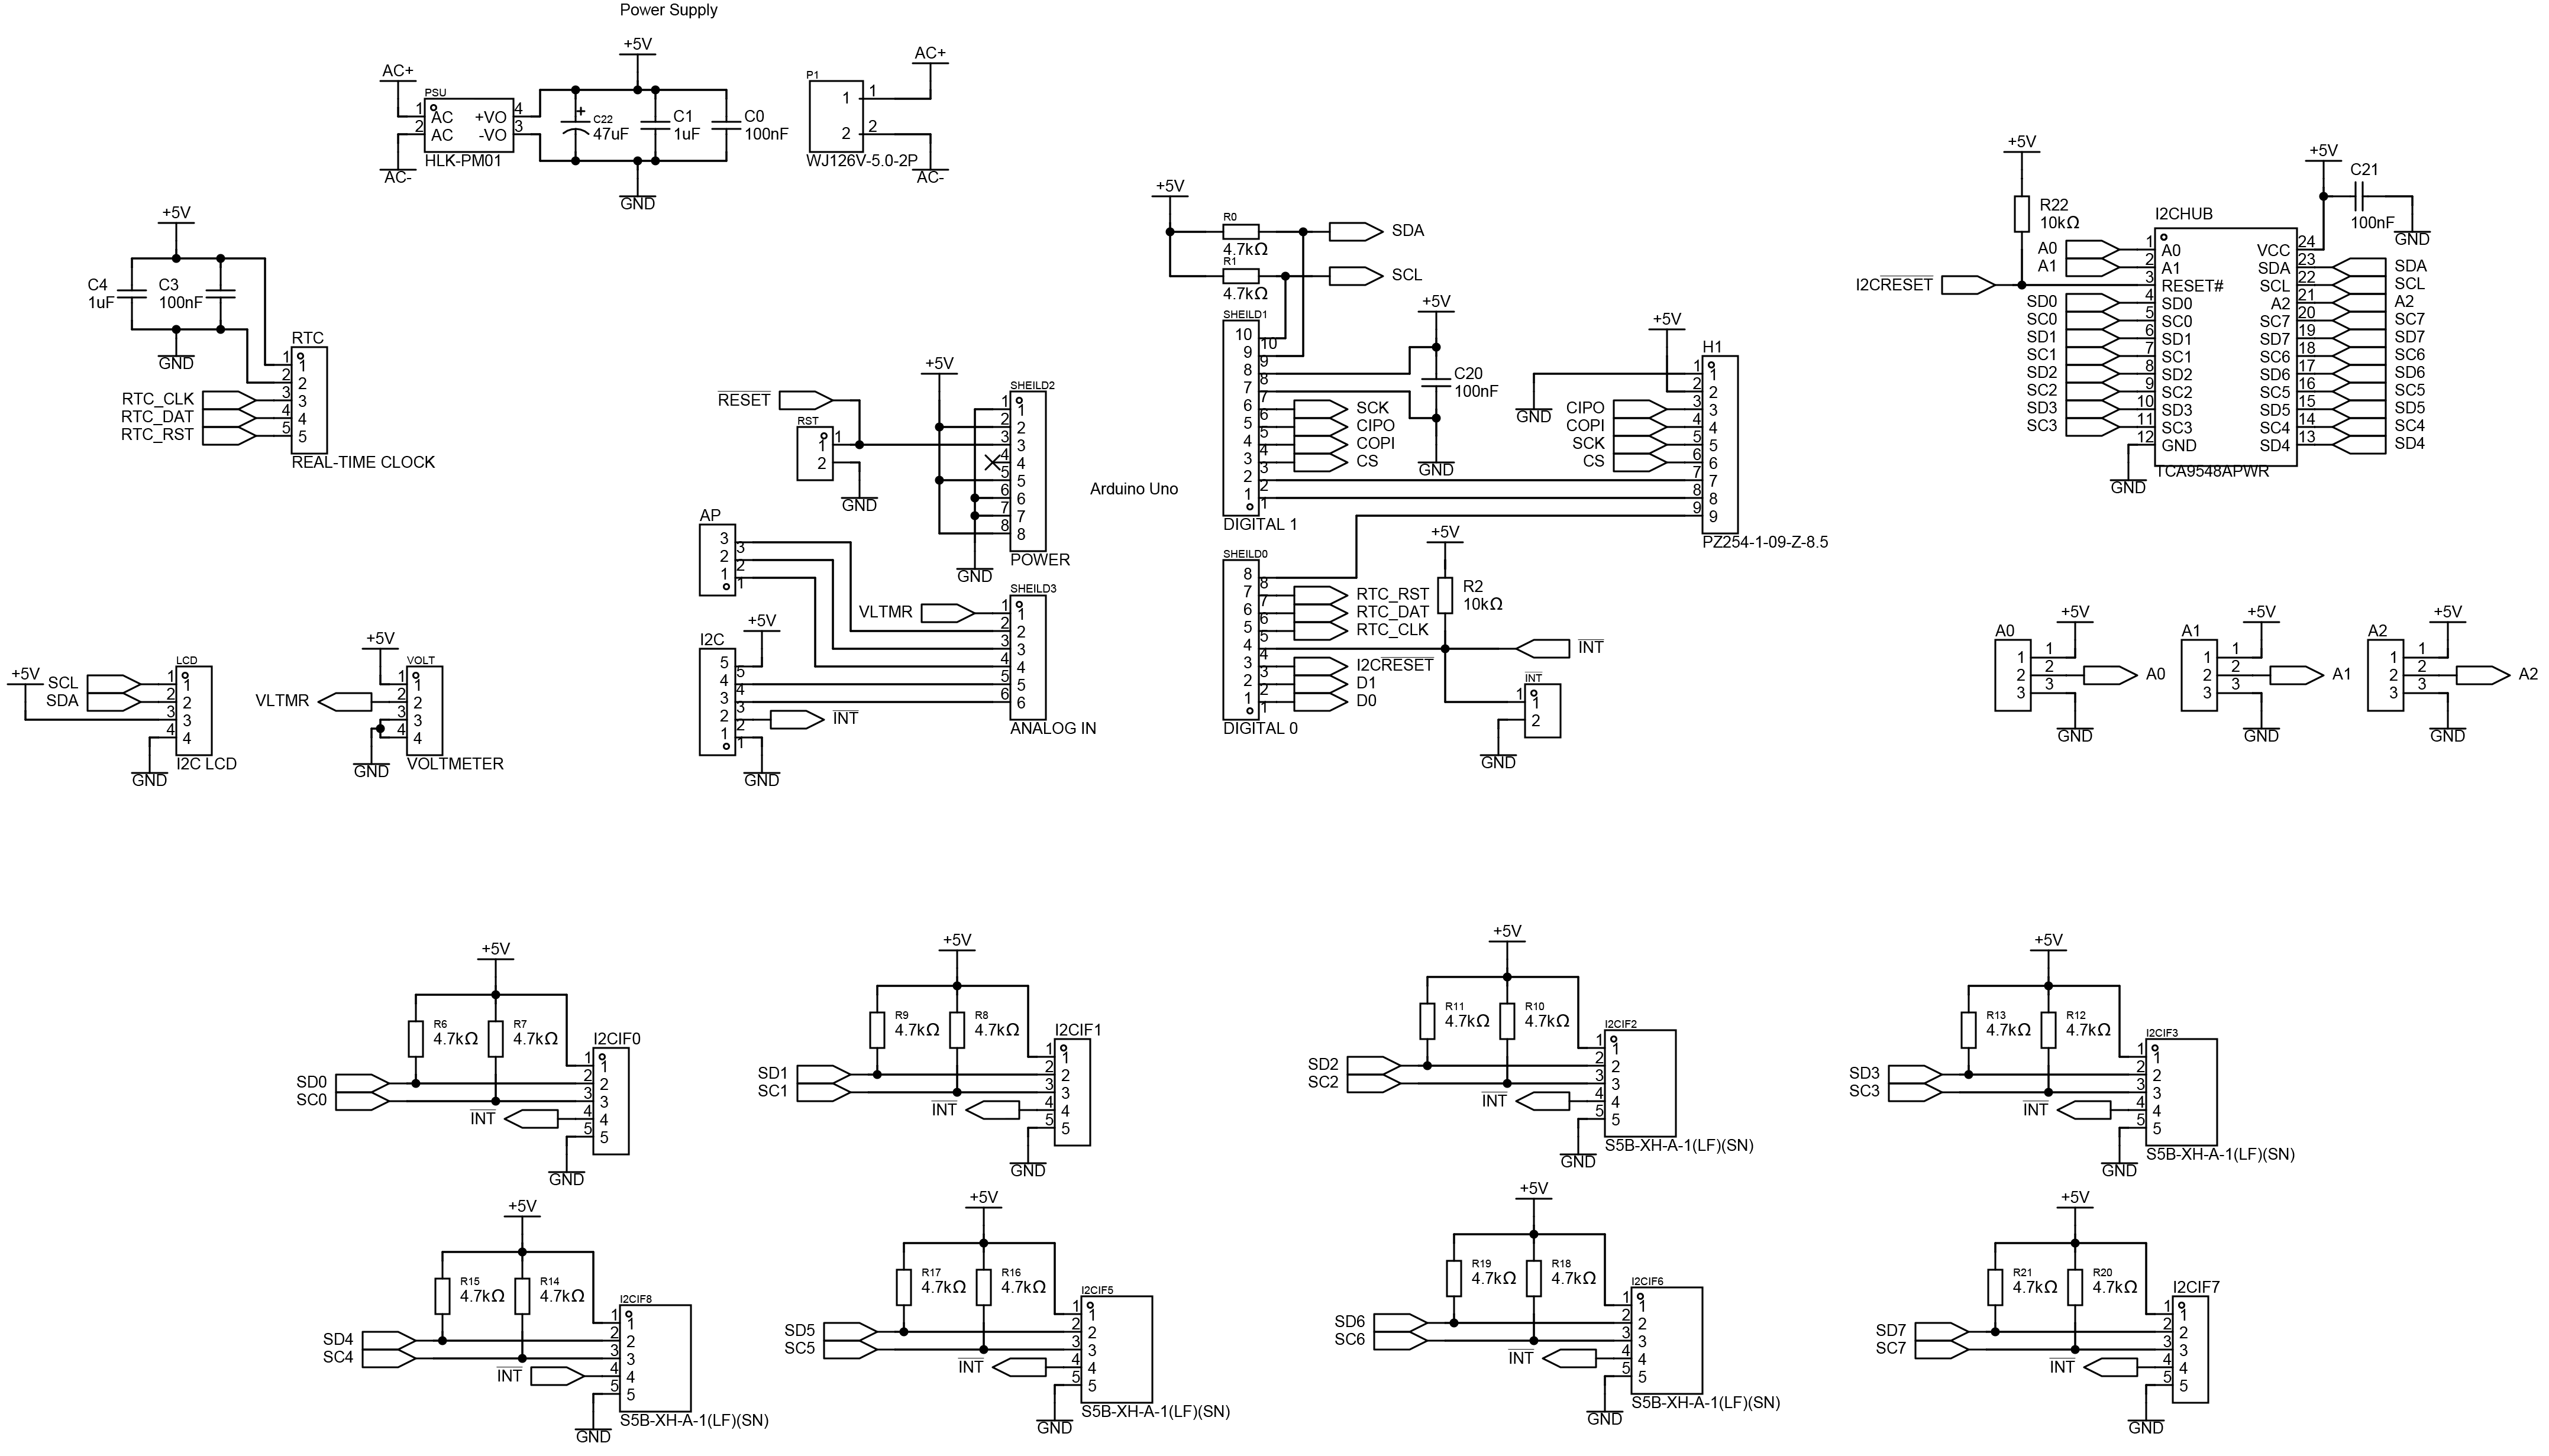 Power Supply
+5V
AC+
PSU
1 AC +VO 4
2 AC -VO 3
HLK-PM01
AC-
+
C22
47uF
C1
1uF
C0
100nF
GND
P1
1 1
2 2
WJ126V-5.0-2P
AC+
AC-
+5V
C4
1uF
C3
100nF
GND
RTC
1 1
2 2
RTC_CLK 3 3
RTC_DAT 4 4
RTC_RST 5 5
REAL-TIME CLOCK
+5V
SCL
SDA
LCD
1 1
2 2
3 3
4 4
I2C LCD
GND
+5V
VLTMR
VOLT
1 1
2 2
3 3
4 4
VOLTMETER
GND
RESET
RST
1 1
2
GND
+5V
SHEILD2
1 1
2 2
3 3
4 4
5 5
6 6
7 7
8 8
POWER
GND
AP
3 3
2 2
1 1
VLTMR
SHEILD3
1 1
2 2
3 3
4 4
5 5
6 6
ANALOG IN
I2C
+5V
5 5
4 4
3 3
2 2
1 1
INT
GND
Arduino Uno
+5V
R0
4.7kΩ
R1
4.7kΩ
SDA
SCL
SHEILD1
10 10
9 9
8 8
7 7
6 6 SCK
5 5 CIPO
4 4 COPI
3 3 CS
2 2
1 1
DIGITAL 1
+5V
C20
100nF
GND
+5V
GND
H1
1 1
2 2
CIPO 3 3
COPI 4 4
SCK 5 5
CS 6 6
7 7
8 8
9 9
PZ254-1-09-Z-8.5
SHEILD0
8 8
7 7 RTC_RST
6 6 RTC_DAT
5 5 RTC_CLK
4 4
3 3 I2CRESET
2 2 D1
1 1 D0
DIGITAL 0
+5V
R2
10kΩ
INT
INT
1 1
2
GND
+5V
R22
10kΩ
I2CRESET
+5V
C21
100nF
GND
I2CHUB
A0 1 A0 VCC 24
A1 2 A1 SDA 23 SDA
3 RESET# SCL 22 SCL
SD0 4 SD0 A2 21 A2
SC0 5 SC0 SC7 20 SC7
SD1 6 SD1 SD7 19 SD7
SC1 7 SC1 SC6 18 SC6
SD2 8 SD2 SD6 17 SD6
SC2 9 SC2 SC5 16 SC5
SD3 10 SD3 SD5 15 SD5
SC3 11 SC3 SC4 14 SC4
12 GND SD4 13 SD4
TCA9548APWR
GND
A0
+5V
1 1
2 2 A0
3 3
GND
A1
+5V
1 1
2 2 A1
3 3
GND
A2
+5V
1 1
2 2 A2
3 3
GND
+5V
R6
4.7kΩ
R7
4.7kΩ
I2CIF0
1 1
SD0 2 2
SC0 3 3
INT 4 4
5 5
GND
+5V
R9
4.7kΩ
R8
4.7kΩ
I2CIF1
1 1
SD1 2 2
SC1 3 3
INT 4 4
5 5
GND
+5V
R11
4.7kΩ
R10
4.7kΩ
I2CIF2
1 1
SD2 2 2
SC2 3 3
INT 4 4
5 5
S5B-XH-A-1(LF)(SN)
GND
+5V
R13
4.7kΩ
R12
4.7kΩ
I2CIF3
1 1
SD3 2 2
SC3 3 3
INT 4 4
5 5
S5B-XH-A-1(LF)(SN)
GND
+5V
R15
4.7kΩ
R14
4.7kΩ
I2CIF8
1 1
SD4 2 2
SC4 3 3
INT 4 4
5 5
S5B-XH-A-1(LF)(SN)
GND
+5V
R17
4.7kΩ
R16
4.7kΩ
I2CIF5
1 1
SD5 2 2
SC5 3 3
INT 4 4
5 5
S5B-XH-A-1(LF)(SN)
GND
+5V
R19
4.7kΩ
R18
4.7kΩ
I2CIF6
1 1
SD6 2 2
SC6 3 3
INT 4 4
5 5
S5B-XH-A-1(LF)(SN)
GND
+5V
R21
4.7kΩ
R20
4.7kΩ
I2CIF7
1 1
SD7 2 2
SC7 3 3
INT 4 4
5 5
GND